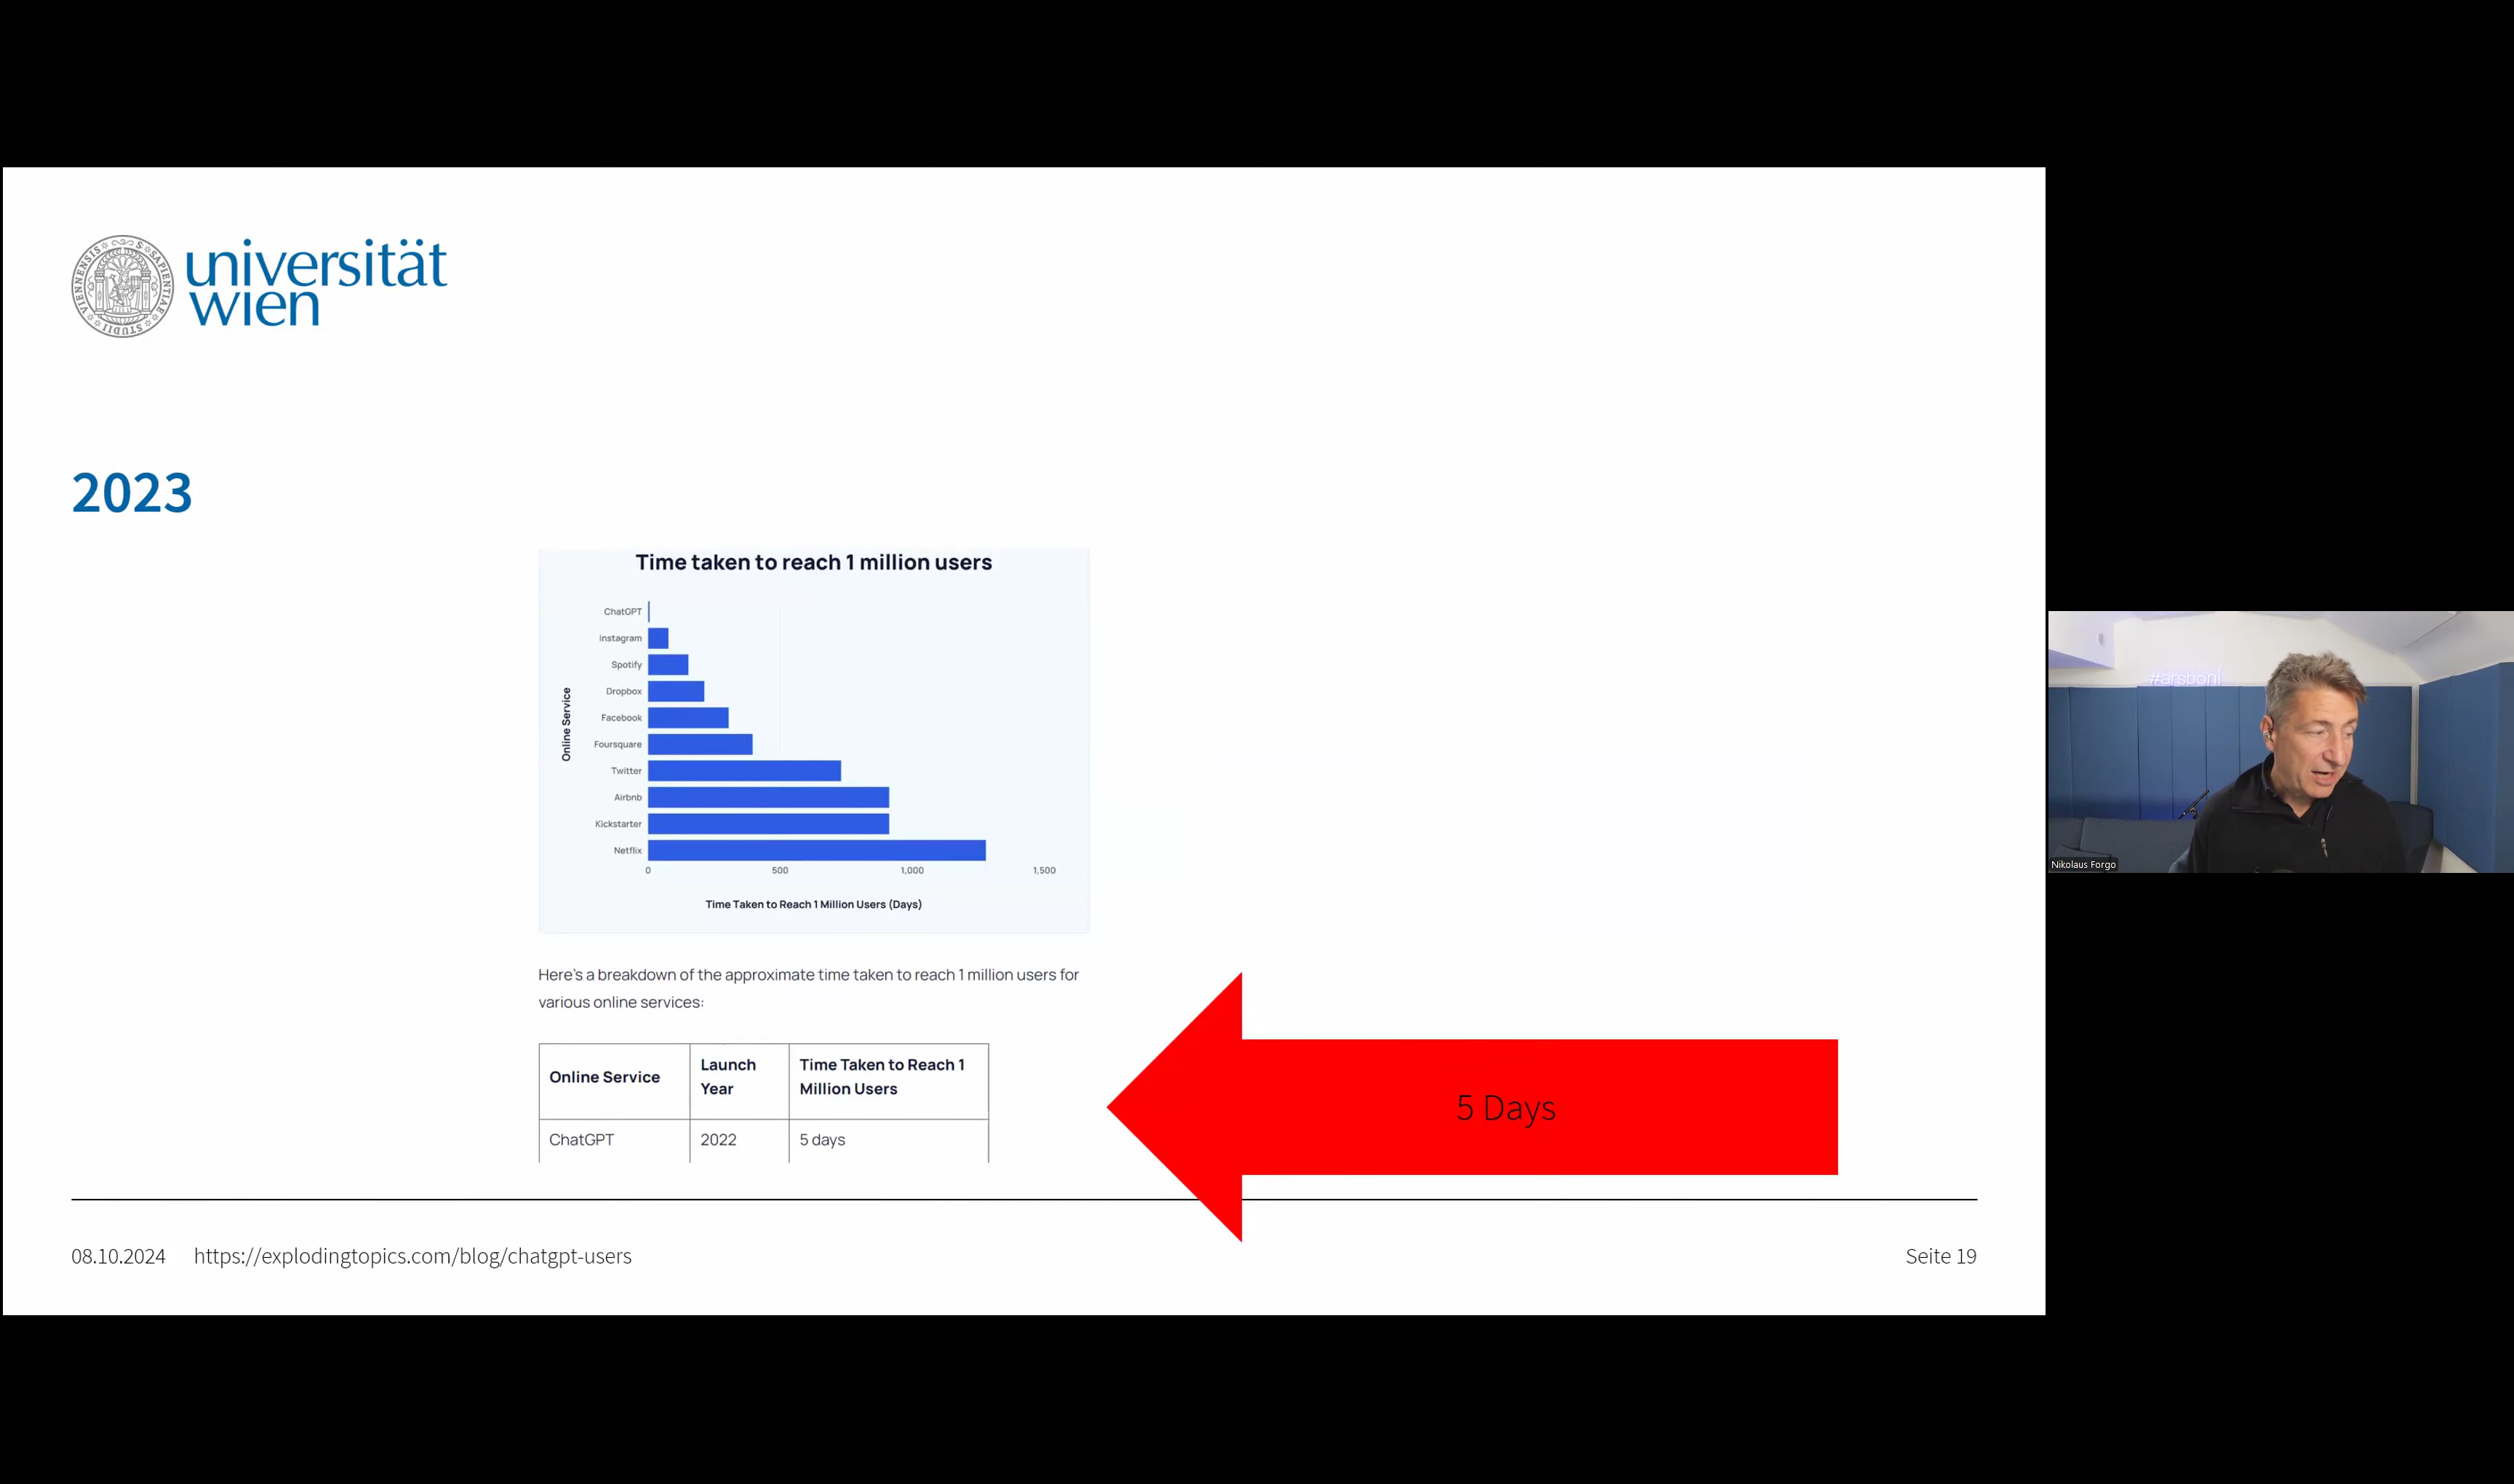 universität
wien
2023
Time taken to reach 1 million users
Online Service
ChatGPT
Instagram
Spotify
Dropbox
Facebook
Foursquare
Twitter
Airbnb
Kickstarter
Netflix
0 500 1,000 1,500
Time Taken to Reach 1 Million Users (Days)
Here's a breakdown of the approximate time taken to reach 1 million users for
various online services:
Online Service
Launch
Year
Time Taken to Reach 1
Million Users
ChatGPT 2022 5 days
5 Days
08.10.2024 https://explodingtopics.com/blog/chatgpt-users
Seite 19
#arsboni
Nikolaus Forgo